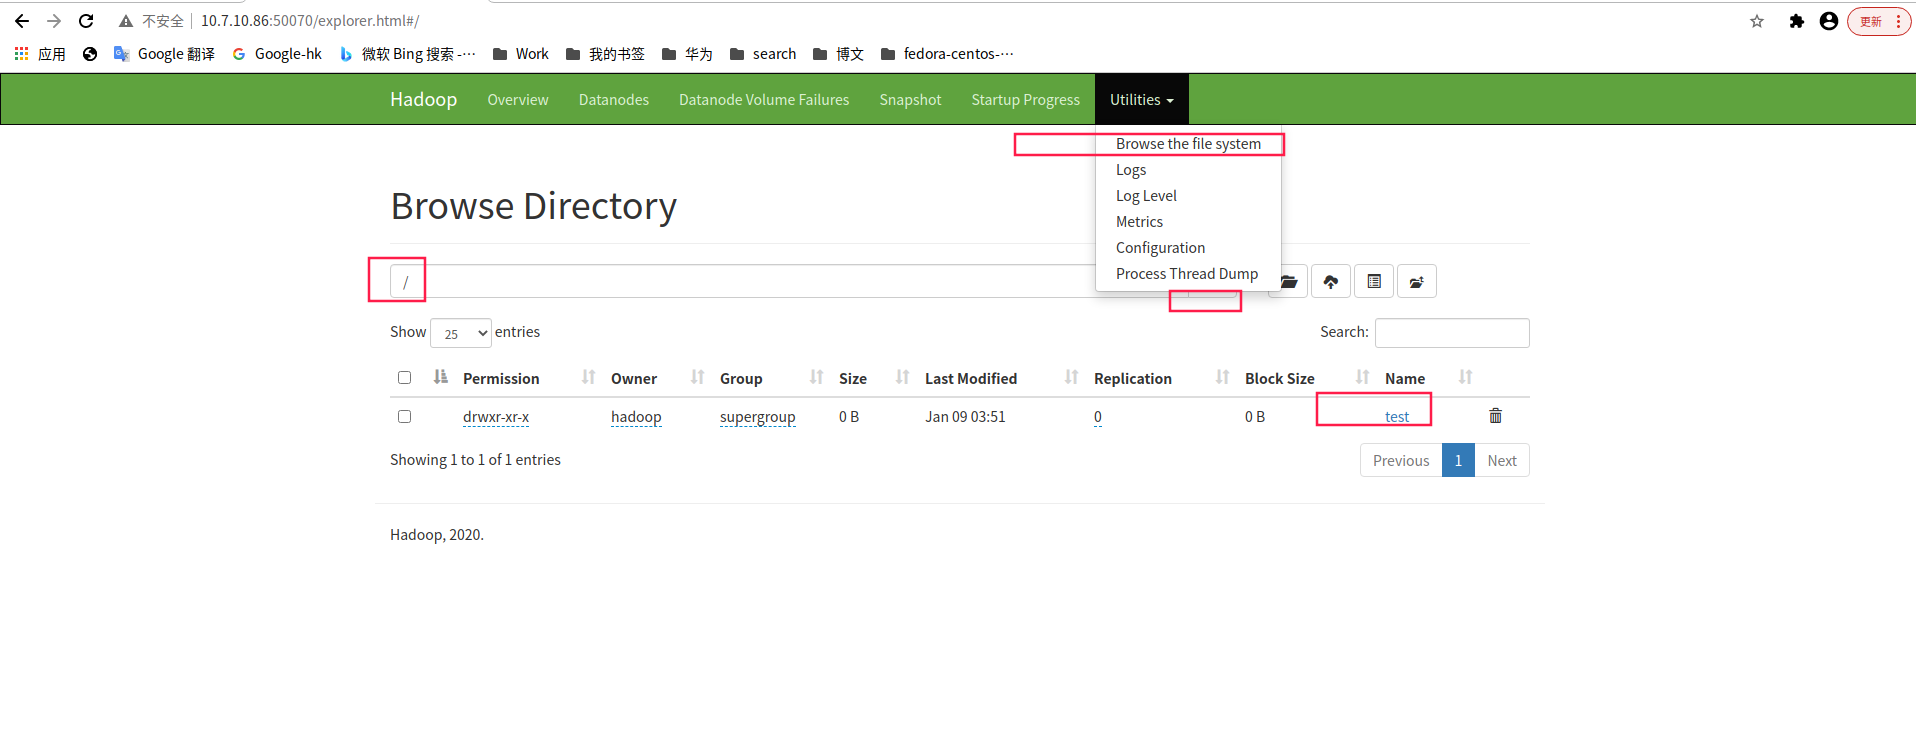 不安全 10.7.10.86:50070/explorer.html#/
更新
应用 Google 翻译 Google-hk 微软 Bing 搜索 -… Work 我的书签 华为 search 博文 fedora-centos-…
Hadoop Overview Datanodes Datanode Volume Failures Snapshot Startup Progress Utilities
Browse the file system
Logs
Log Level
Metrics
Configuration
Process Thread Dump
Browse Directory
/
Show 25 entries Search:
Permission Owner Group Size Last Modified Replication Block Size Name
drwxr-xr-x hadoop supergroup 0 B Jan 09 03:51 0 0 B test
Showing 1 to 1 of 1 entries Previous 1 Next
Hadoop, 2020.